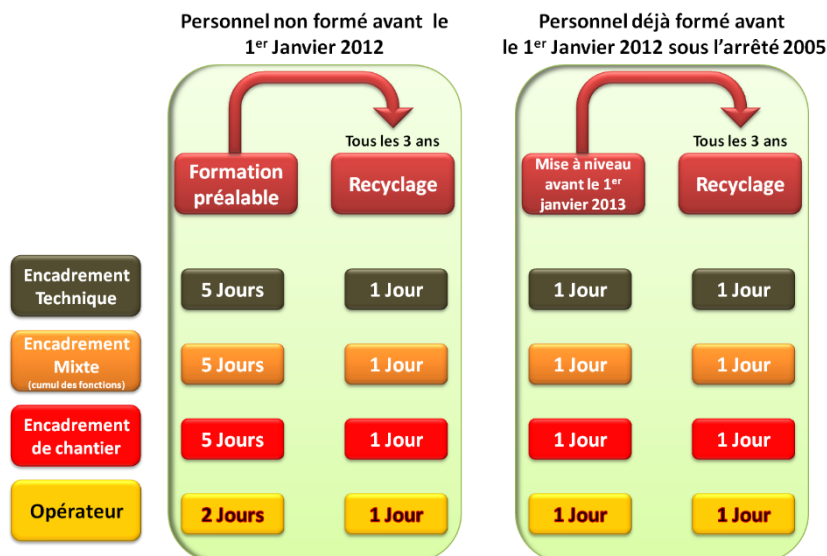 Personnel non formé avant le
1er Janvier 2012
Personnel déjà formé avant
le 1er Janvier 2012 sous l'arrêté 2005
Tous les 3 ans
Formation
préalable
Recyclage
Tous les 3 ans
Mise à niveau
avant le 1er
janvier 2013
Recyclage
Encadrement
Technique
5 Jours
1 Jour
1 Jour
1 Jour
Encadrement
Mixte
(cumul des fonctions)
5 Jours
1 Jour
1 Jour
1 Jour
Encadrement
de chantier
5 Jours
1 Jour
1 Jour
1 Jour
Opérateur
2 Jours
1 Jour
1 Jour
1 Jour